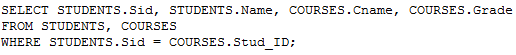 SELECT STUDENTS.Sid, STUDENTS.Name, COURSES.Cname, COURSES.Grade
FROM STUDENTS, COURSES
WHERE STUDENTS.Sid = COURSES.Stud_ID;